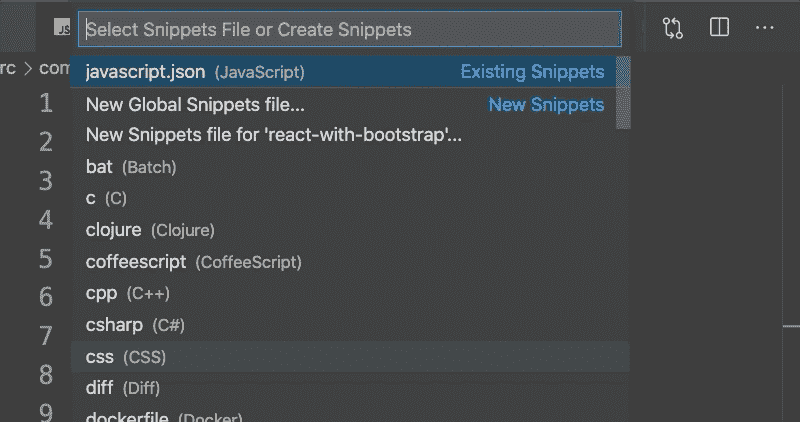 JS
Select Snippets File or Create Snippets
rc > com
javascript.json (JavaScript) Existing Snippets
1
New Global Snippets file... New Snippets
2
New Snippets file for 'react-with-bootstrap'...
bat (Batch)
3
c (C)
4
clojure (Clojure)
5
coffeescript (CoffeeScript)
6
cpp (C++)
7
csharp (C#)
css (CSS)
8
diff (Diff)
9
dockerfile (Docker)